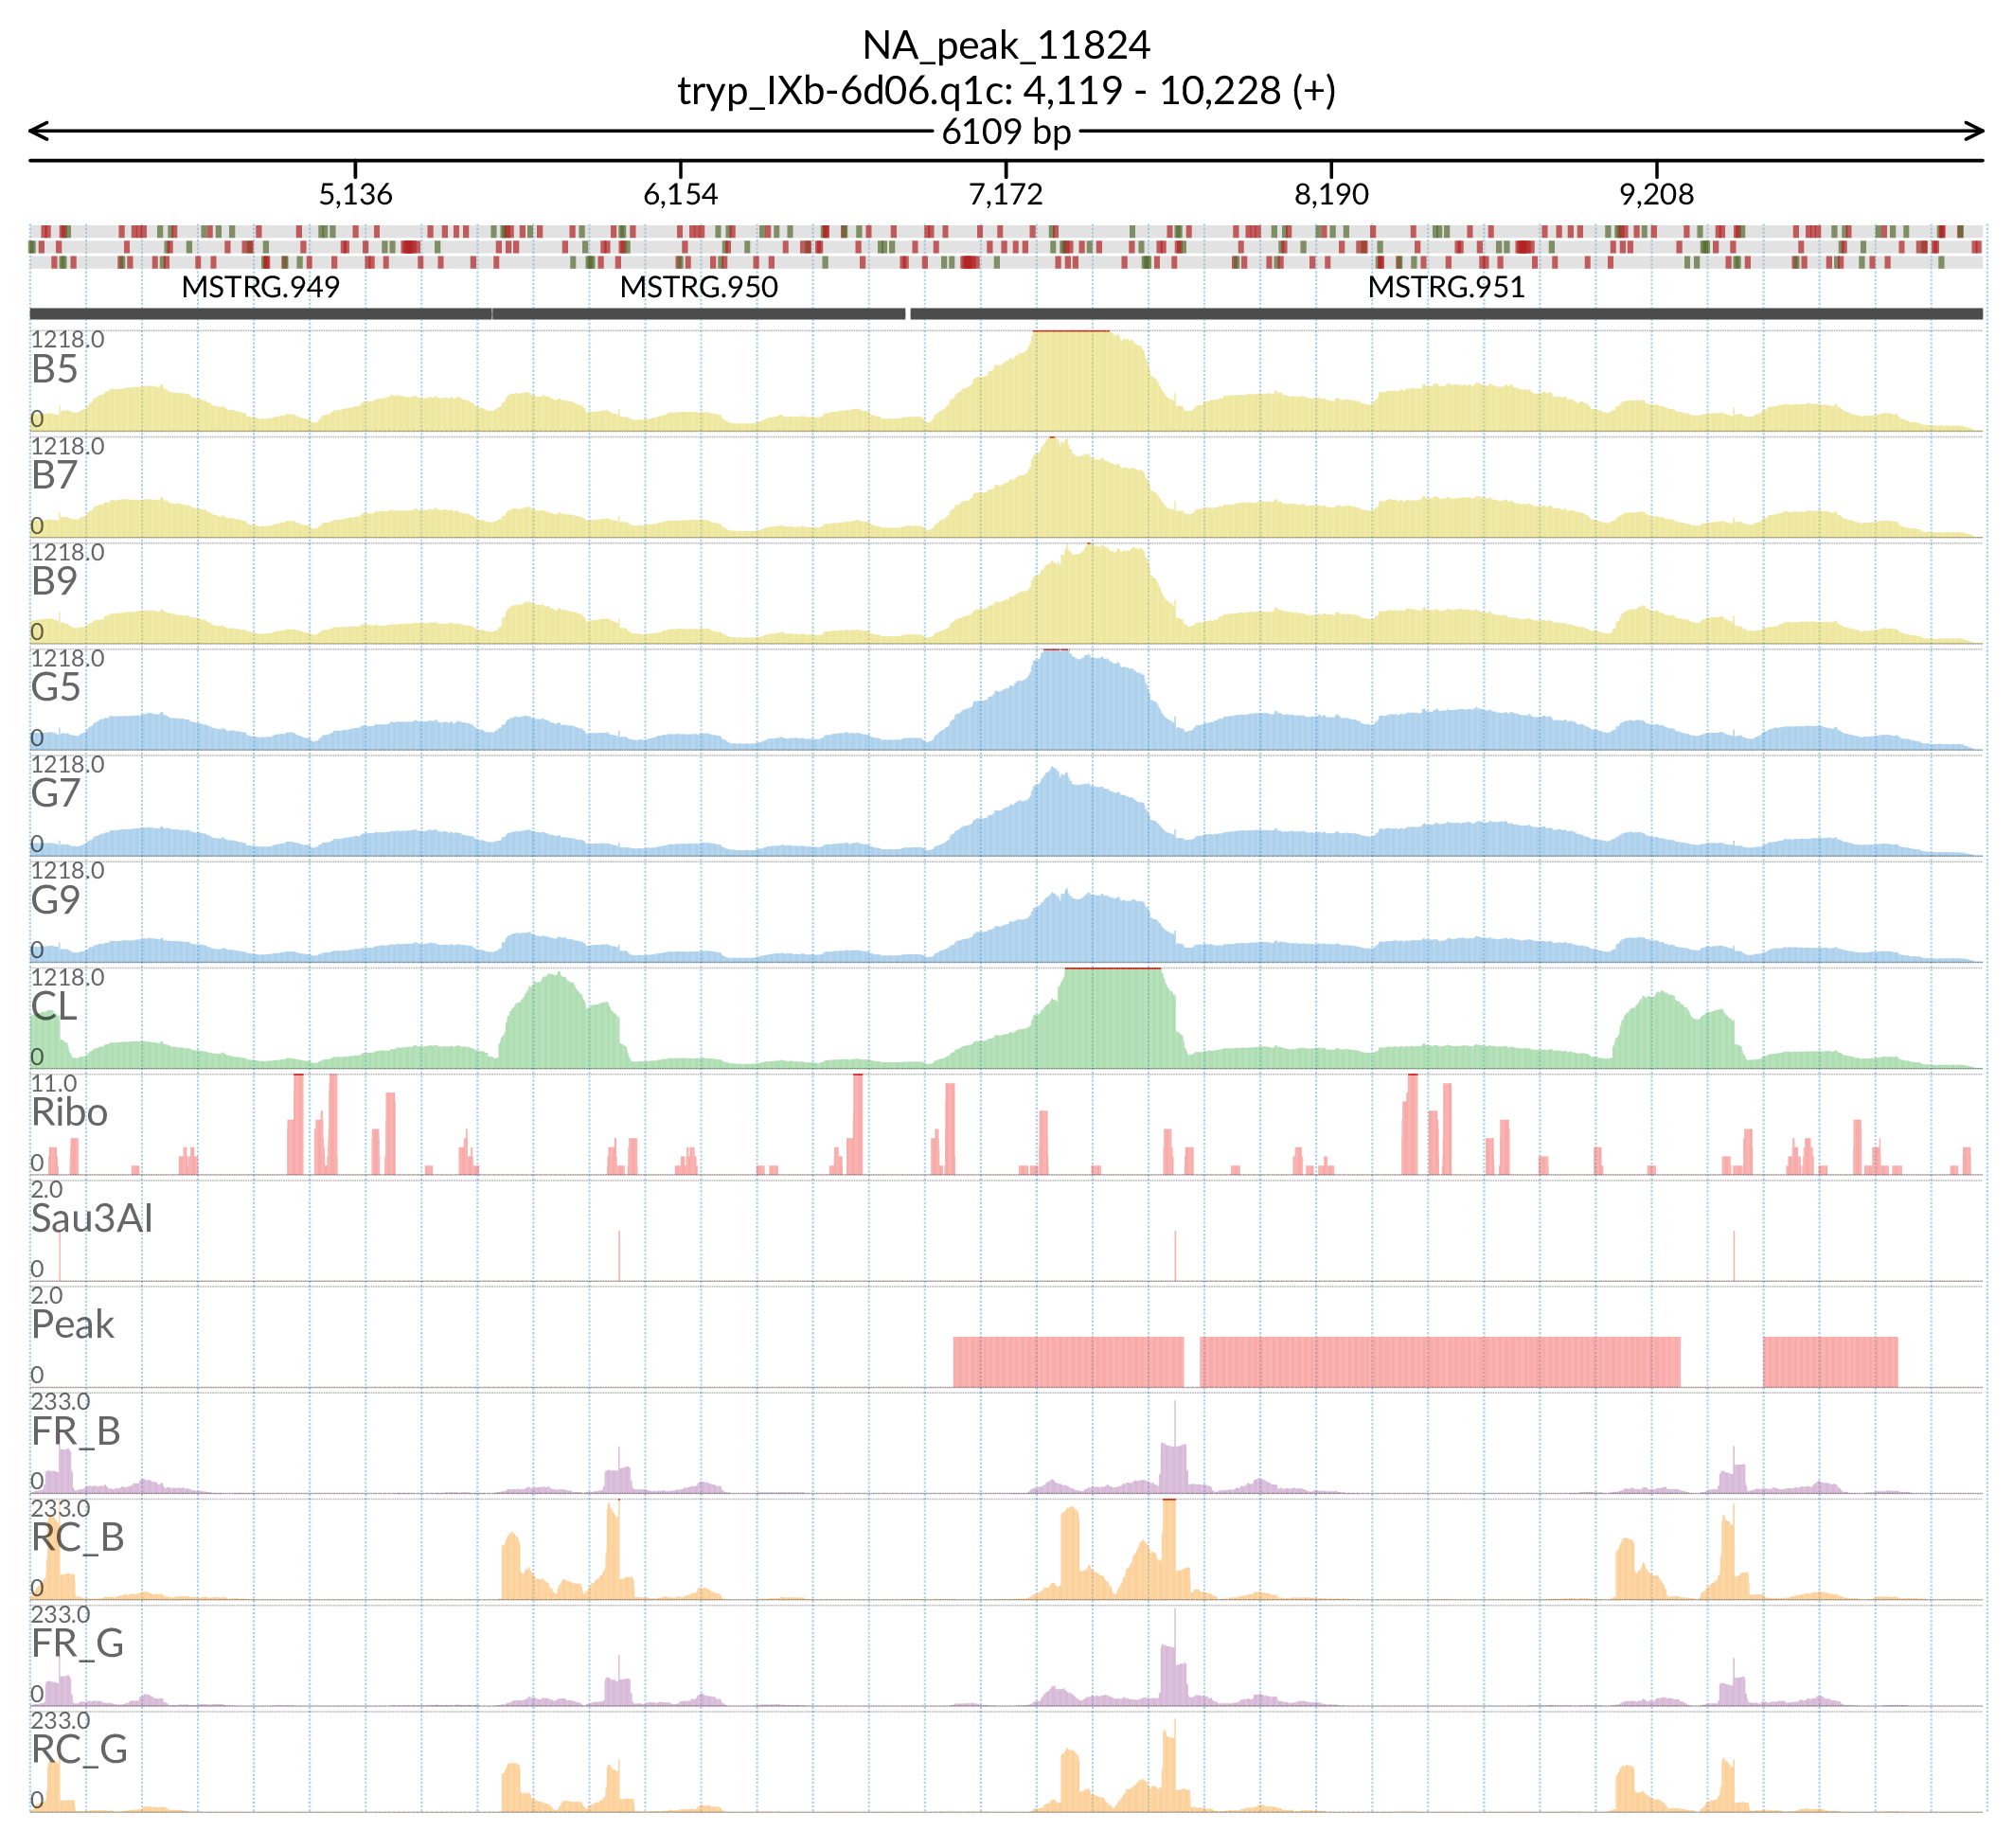 NA_peak_11824
tryp_IXb-6d06.q1c: 4,119 - 10,228 (+)
6109 bp
5,136 6,154 7,172 8,190 9,208
MSTRG.949 MSTRG.950 MSTRG.951
1218.0
B5
0
1218.0
B7
0
1218.0
B9
0
1218.0
G5
0
1218.0
G7
0
1218.0
G9
0
1218.0
CL
0
11.0
Ribo
0
2.0
Sau3AI
0
2.0
Peak
0
233.0
FR_B
0
233.0
RC_B
0
233.0
FR_G
0
233.0
RC_G
0